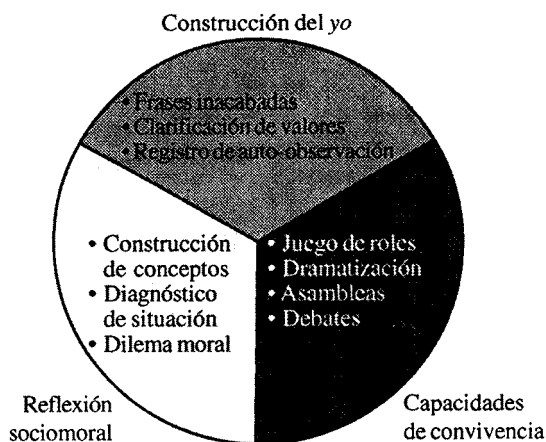 Construcción del yo
• Frases inacabadas
• Clarificación de valores
• Registro de auto-observación
• Construcción
de conceptos
• Diagnóstico
de situación
• Dilema moral
• Juego de roles
• Dramatización
• Asambleas
• Debates
Reflexión
sociomoral
Capacidades
de convivencia